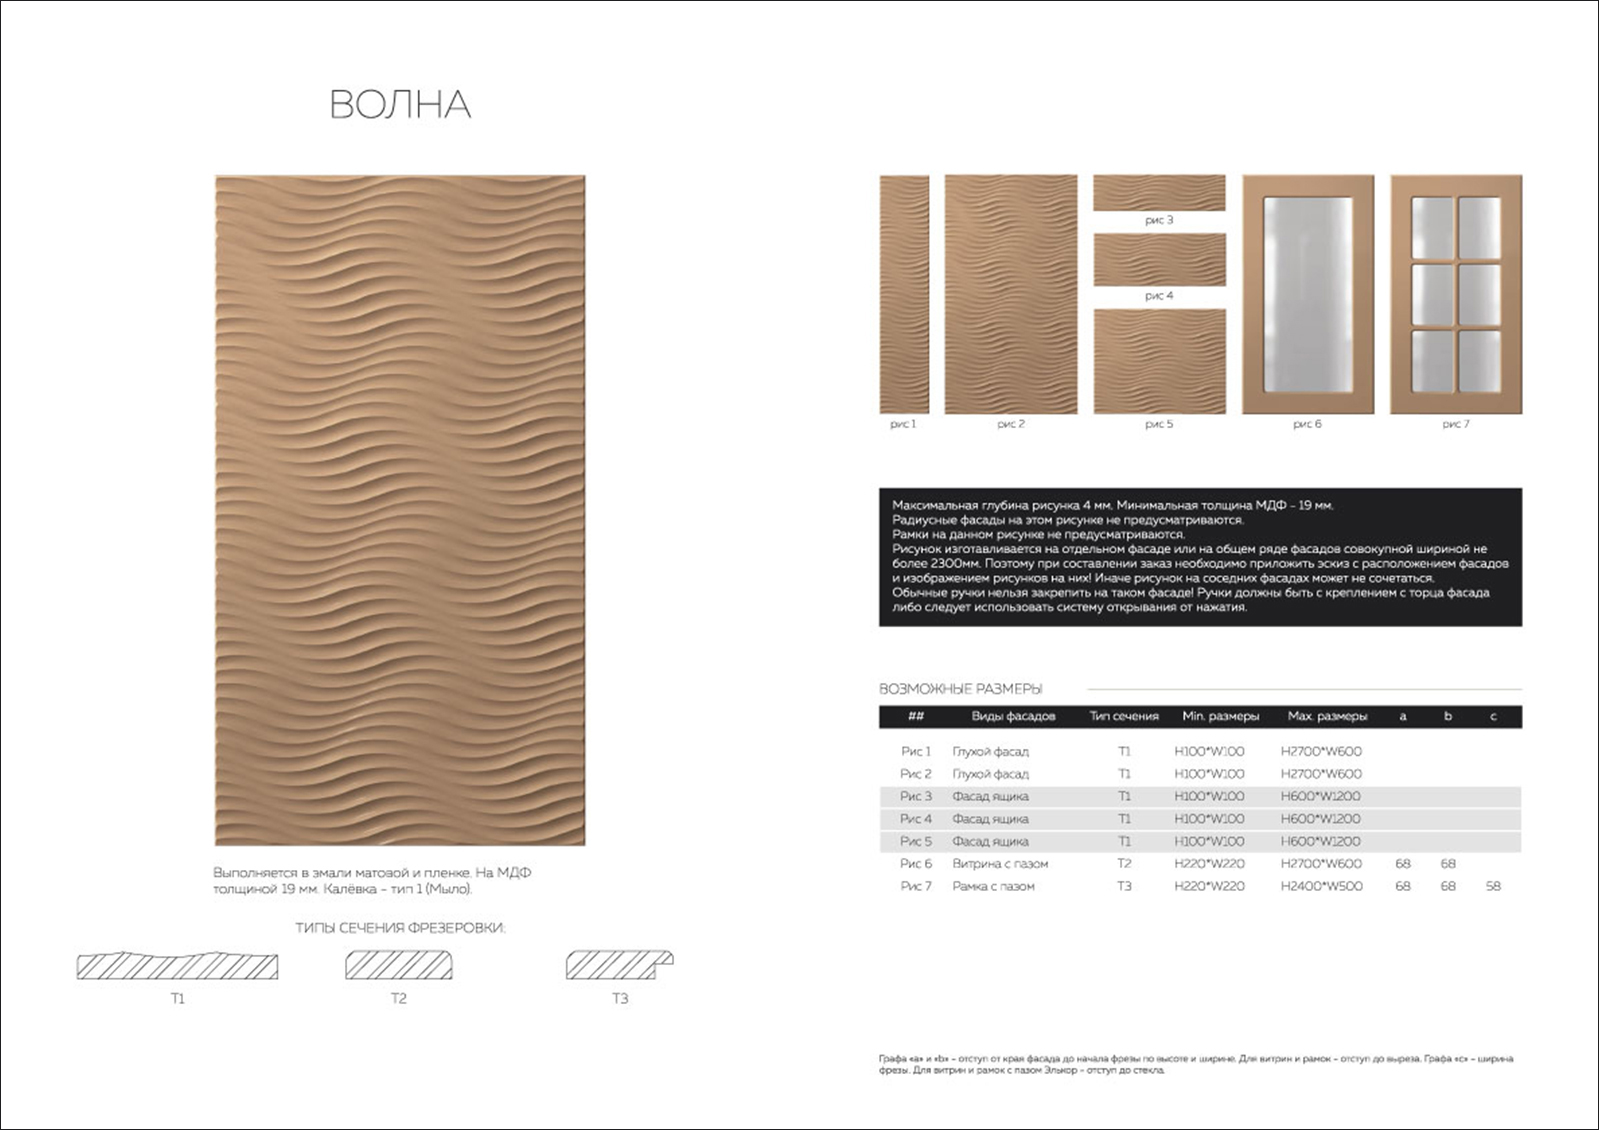 ВОЛНА
Выполняется в эмали матовой и пленке. На МДФ
толщиной 19 мм. Калёвка – тип 1 (Мыло).
ТИПЫ СЕЧЕНИЯ ФРЕЗЕРОВКИ:
Т1
Т2
Т3
рис 1
рис 2
рис 3
рис 4
рис 5
рис 6
рис 7
Максимальная глубина рисунка 4 мм. Минимальная толщина МДФ - 19 мм.
Радиусные фасады на этом рисунке не предусматриваются.
Рамки на данном рисунке не предусматриваются.
Рисунок изготавливается на отдельном фасаде или на общем ряде фасадов совокупной шириной не
более 2300мм. Поэтому при составлении заказ необходимо приложить эскиз с расположением фасадов
и изображением рисунков на них! Иначе рисунок на соседних фасадах может не сочетаться.
Обычные ручки нельзя закрепить на таком фасаде! Ручки должны быть с креплением с торца фасада
либо следует использовать систему открывания от нажатия.
ВОЗМОЖНЫЕ РАЗМЕРЫ
## Виды фасадов Тип сечения Min. размеры Max. размеры a b c
Рис 1 Глухой фасад Т1 H100*W100 H2700*W600
Рис 2 Глухой фасад Т1 H100*W100 H2700*W600
Рис 3 Фасад ящика Т1 H100*W100 H600*W1200
Рис 4 Фасад ящика Т1 H100*W100 H600*W1200
Рис 5 Фасад ящика Т1 H100*W100 H600*W1200
Рис 6 Витрина с пазом Т2 H220*W220 H2700*W600 68 68
Рис 7 Рамка с пазом Т3 H220*W220 H2400*W500 68 68 58
Графа «a» и «b» – отступ от края фасада до начала фрезы по высоте и ширине. Для витрин и рамок – отступ до выреза. Графа «c» – ширина
фрезы. Для витрин и рамок с пазом Элькор – отступ до стекла.